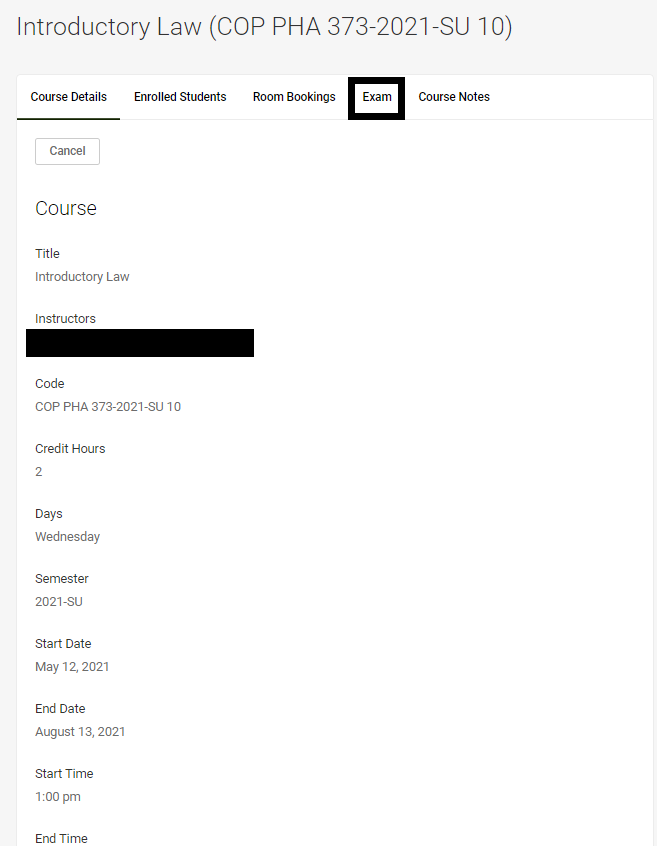 Introductory Law (COP PHA 373-2021-SU 10)
Course Details Enrolled Students Room Bookings Exam Course Notes
Cancel
Course
Title
Introductory Law
Instructors
Code
COP PHA 373-2021-SU 10
Credit Hours
2
Days
Wednesday
Semester
2021-SU
Start Date
May 12, 2021
End Date
August 13, 2021
Start Time
1:00 pm
End Time